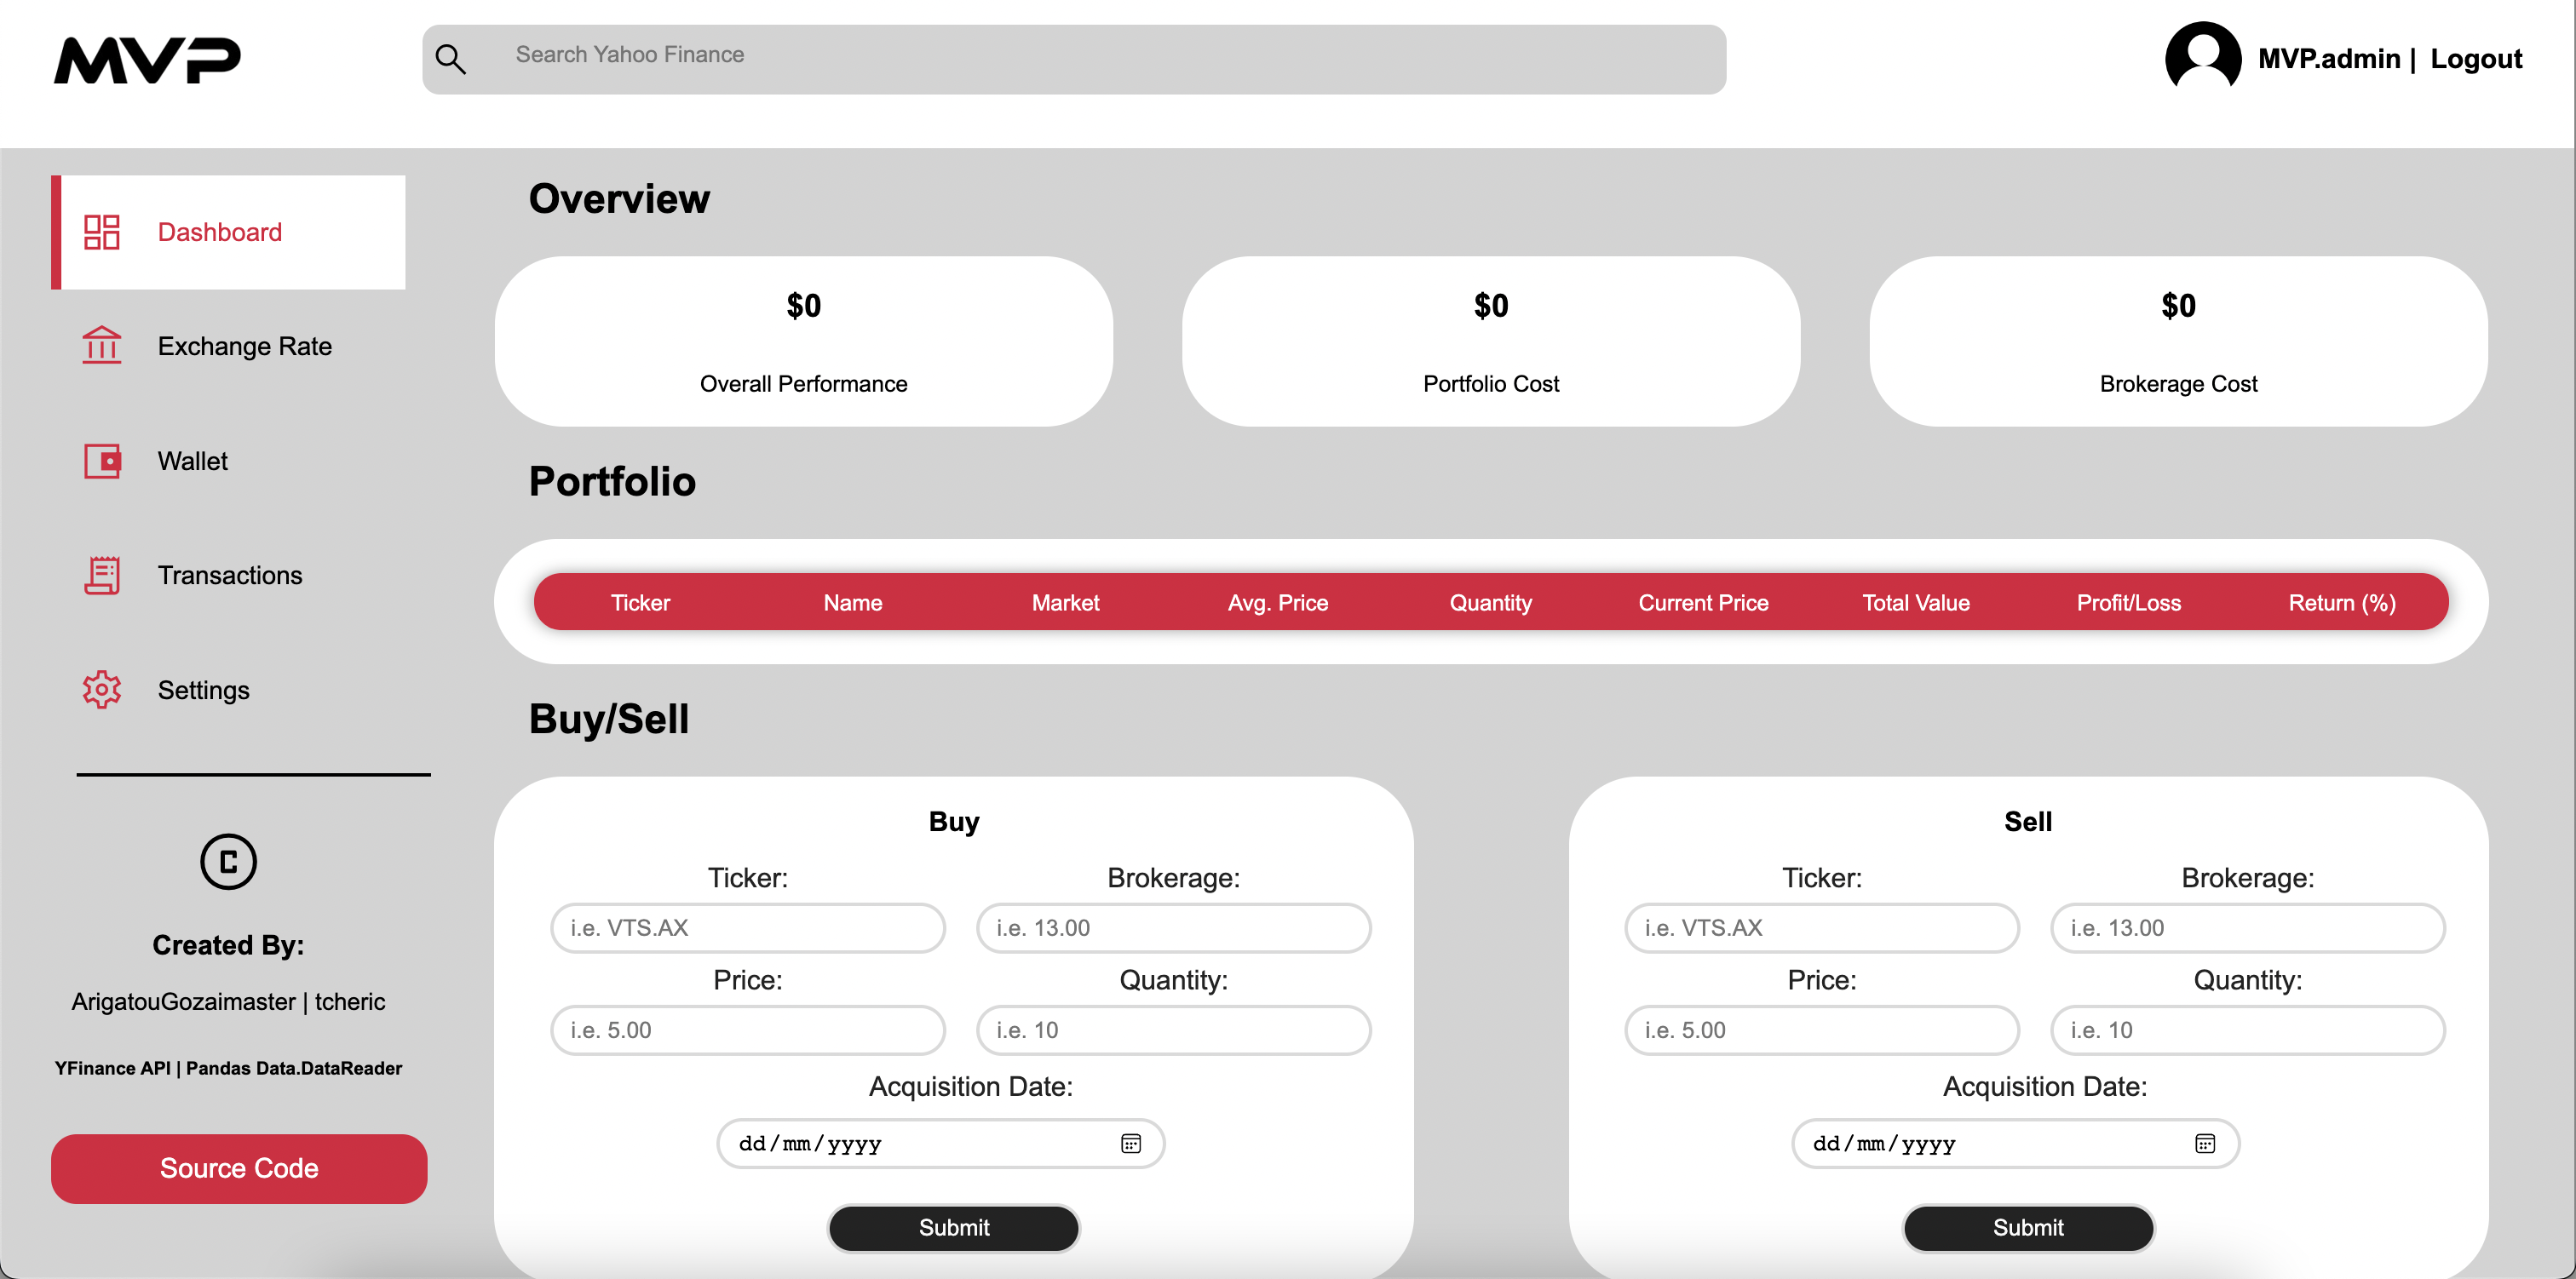 MVP
Search Yahoo Finance
MVP.admin | Logout
Dashboard
Exchange Rate
Wallet
Transactions
Settings
C
Created By:
ArigatouGozaimaster | tcheric
YFinance API | Pandas Data.DataReader
Source Code
Overview
$0
Overall Performance
$0
Portfolio Cost
$0
Brokerage Cost
Portfolio
Ticker Name Market Avg. Price Quantity Current Price Total Value Profit/Loss Return (%)
Buy/Sell
Buy
Ticker: Brokerage:
i.e. VTS.AX i.e. 13.00
Price: Quantity:
i.e. 5.00 i.e. 10
Acquisition Date:
dd/mm/yyyy
Submit
Sell
Ticker: Brokerage:
i.e. VTS.AX i.e. 13.00
Price: Quantity:
i.e. 5.00 i.e. 10
Acquisition Date:
dd/mm/yyyy
Submit